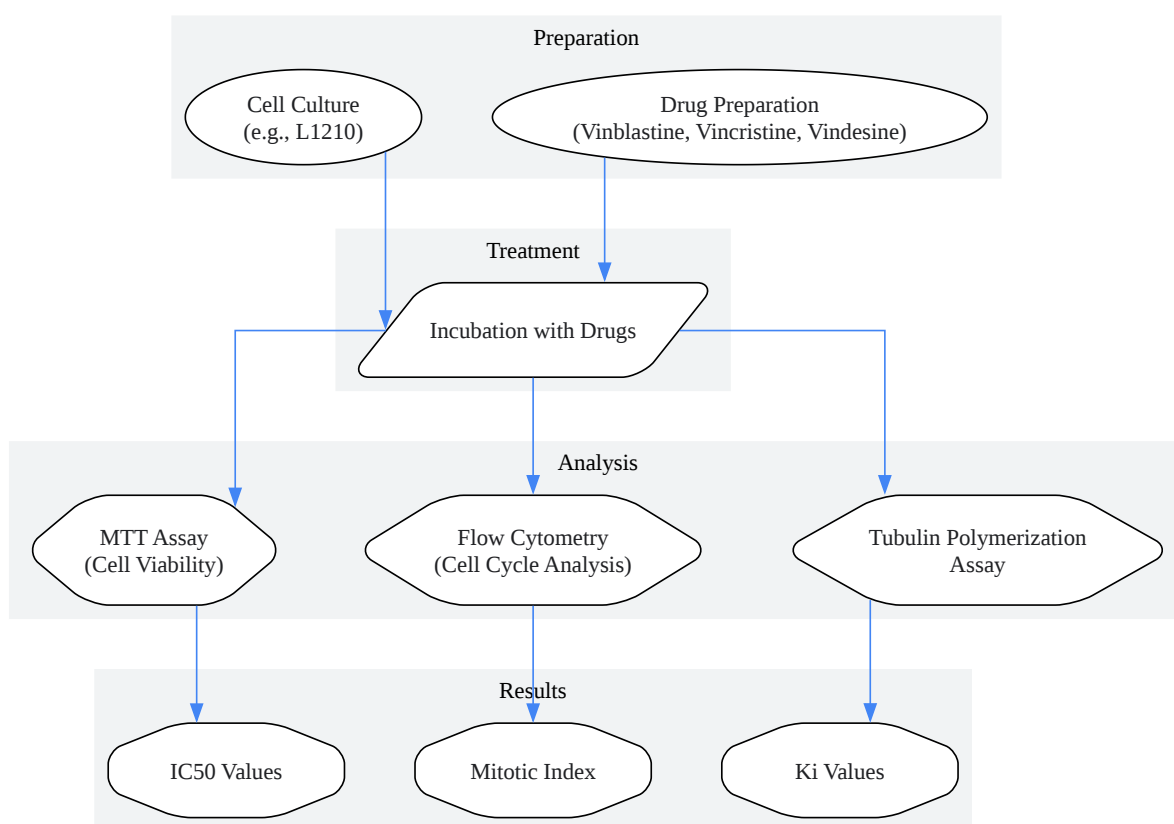 Preparation
Cell Culture
(e.g., L1210)
Drug Preparation
(Vinblastine, Vincristine, Vindesine)
Treatment
Incubation with Drugs
Analysis
MTT Assay
(Cell Viability)
Flow Cytometry
(Cell Cycle Analysis)
Tubulin Polymerization
Assay
Results
IC50 Values
Mitotic Index
Ki Values